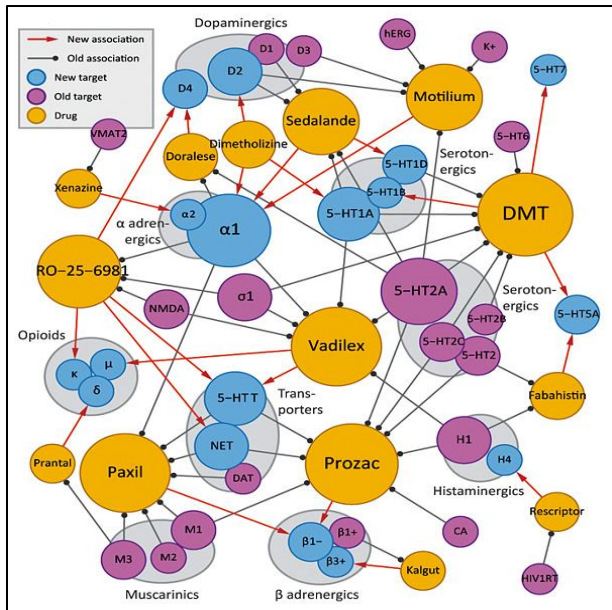 New association
Old association
New target
Old target
Drug
Dopaminergics
D1
D3
D2
D4
hERG
K+
Motilium
5-HT7
VMAT2
Sedalande
Doralese
Dimetholizine
5-HT6
Seroton-
ergics
5-HT1D
5-HT1B
Xenazine
α2
α adren-
ergics
α1
5-HT1A
DMT
RO-25-6981
NMDA
σ1
5-HT2A
Seroton-
ergics
5-HT2B
5-HT2C
5-HT2
5-HT5A
Opioids
κ
μ
δ
Vadilex
Trans-
porters
5-HTT
NET
DAT
Fabahistin
Prantal
Paxil
Prozac
H1
H4
Histaminergics
Rescriptor
M1
M2
M3
Muscarinics
β1-
β1+
β3+
β adrenergics
Kalgut
CA
HIV1RT